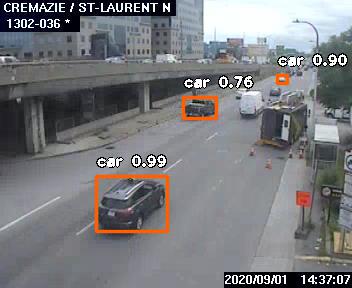 CREMAZIE / ST-LAURENT N
1302-036 *
car 0.90
car 0.76
car 0.99
2020/09/01 14:37:07